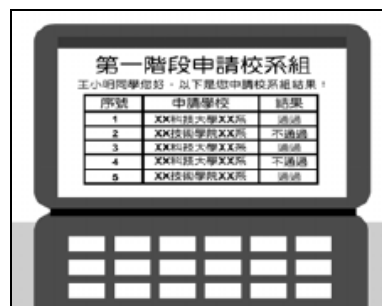 第一階段申請校系組
王小明同學您好，以下是您申請校系組結果！
序號 申請學校 結果
1 XX科技大學XX系 通過
2 XX技術學院XX系 不通過
3 XX科技大學XX系 通過
4 XX科技大學XX系 不通過
5 XX技術學院XX系 通過